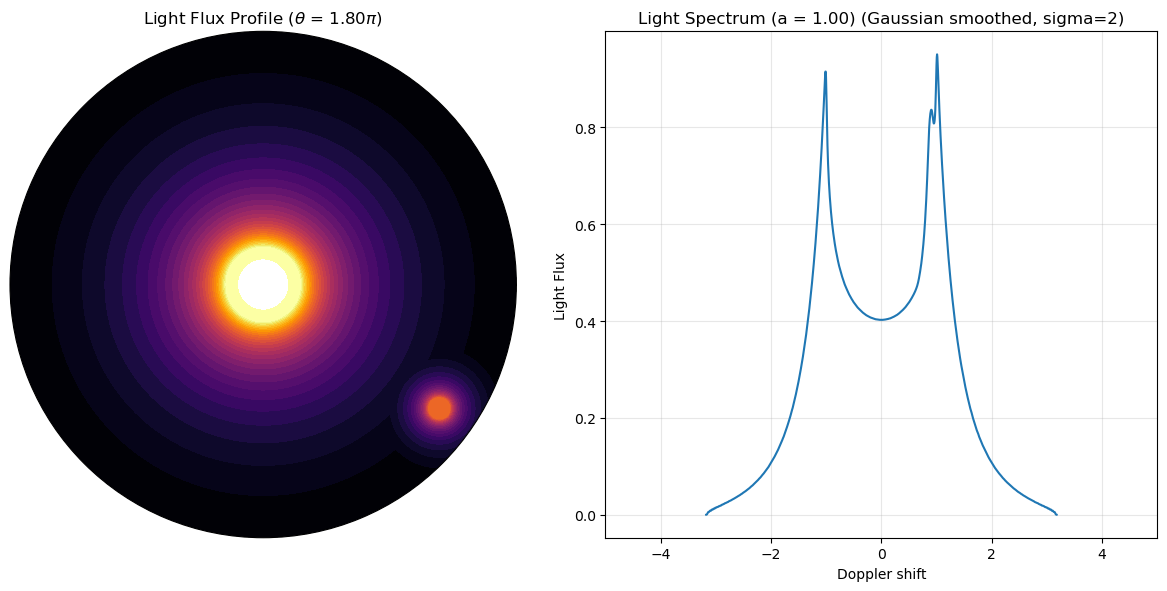 Light Flux Profile (θ = 1.80π)
Light Spectrum (a = 1.00) (Gaussian smoothed, sigma=2)
Light Flux
0.8
0.6
0.4
0.2
0.0
−4
−2
0
2
4
Doppler shift